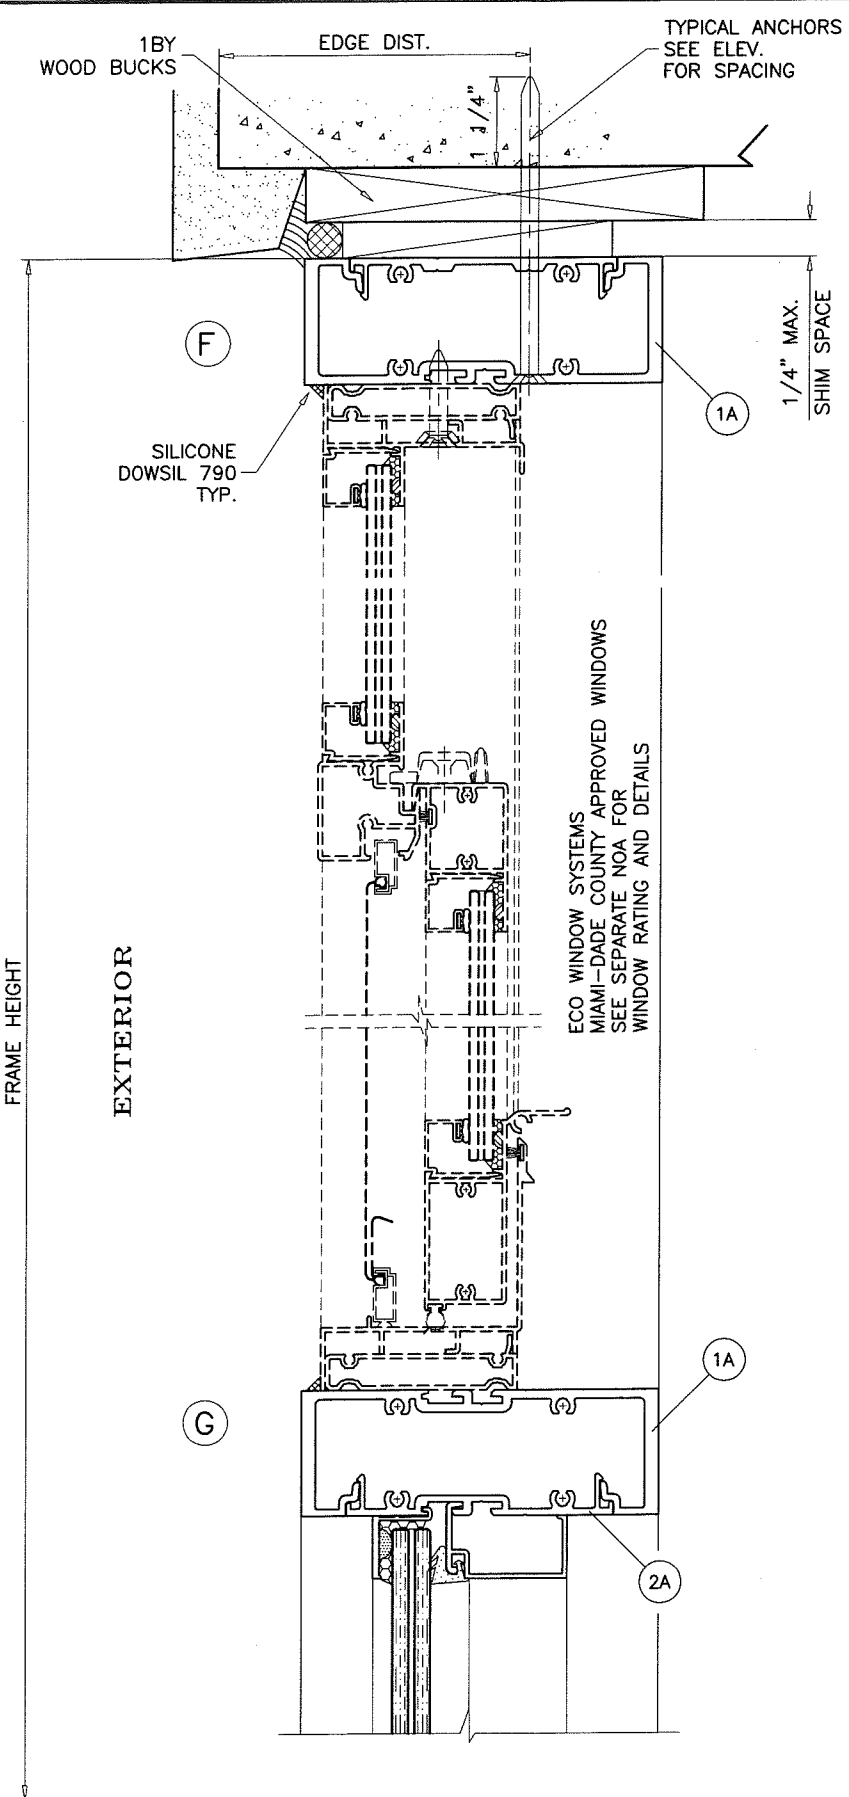 1BY
WOOD BUCKS
EDGE DIST.
1 1/4"
TYPICAL ANCHORS
SEE ELEV.
FOR SPACING
F
1/4" MAX.
SHIM SPACE
1A
SILICONE
DOWSIL 790
TYP.
ECO WINDOW SYSTEMS
MIAMI-DADE COUNTY APPROVED WINDOWS
SEE SEPARATE NOA FOR
WINDOW RATING AND DETAILS
FRAME HEIGHT
EXTERIOR
1A
G
2A